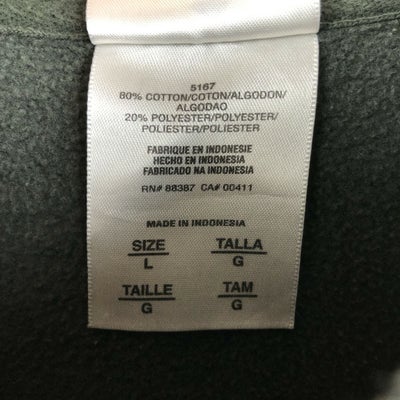 5167
80% COTTON/COTON/ALGODON/
ALGODAO
20% POLYESTER/POLYESTER/
POLIESTER/POLIESTER
FABRIQUE EN INDONESIE
HECHO EN INDONESIA
FABRICADO NA INDONESIA
RN# 88387 CA# 00411
MADE IN INDONESIA
SIZE TALLA
L G
TAILLE TAM
G G